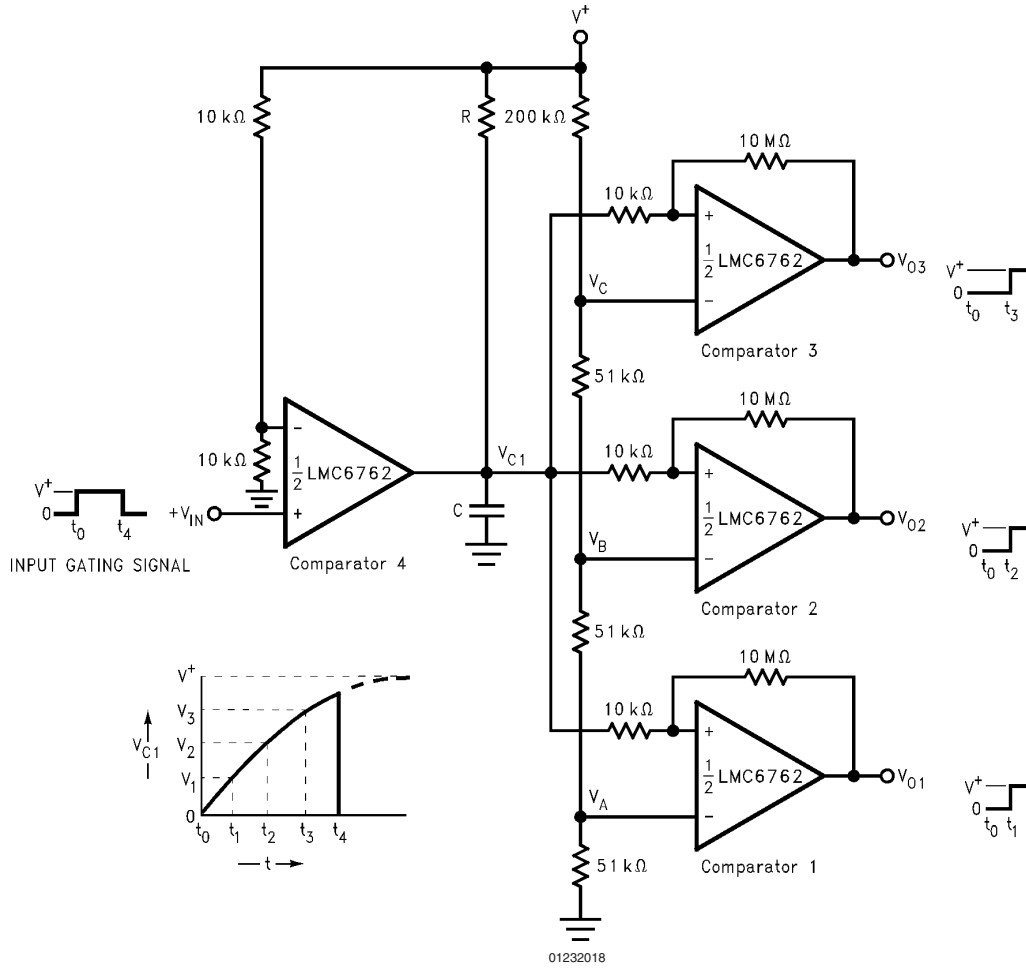 V+
10 kΩ
R
200 kΩ
10 MΩ
10 kΩ
+
1/2 LMC6762
VO3
V+
0
t0
t3
VC
−
Comparator 3
51 kΩ
10 MΩ
−
10 kΩ
1/2 LMC6762
VC1
10 kΩ
+
1/2 LMC6762
V+
0
t0
t4
+VIN
+
C
VO2
V+
0
t0
t2
INPUT GATING SIGNAL
Comparator 4
VB
−
Comparator 2
51 kΩ
10 MΩ
V+
V3
VC1
V2
V1
0
t0
t1
t2
t3
t4
t
10 kΩ
+
1/2 LMC6762
VO1
V+
0
t0
t1
VA
−
51 kΩ
Comparator 1
01232018